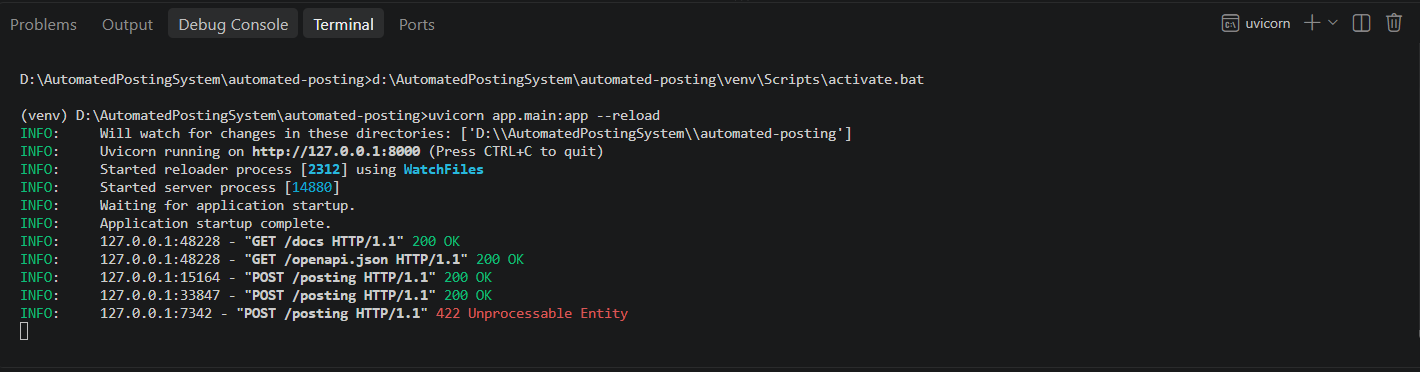 Problems Output Debug Console Terminal Ports uvicorn
D:\AutomatedPostingSystem\automated-posting>d:\AutomatedPostingSystem\automated-posting\venv\Scripts\activate.bat
(venv) D:\AutomatedPostingSystem\automated-posting>uvicorn app.main:app --reload
INFO: Will watch for changes in these directories: ['D:\\AutomatedPostingSystem\\automated-posting']
INFO: Uvicorn running on http://127.0.0.1:8000 (Press CTRL+C to quit)
INFO: Started reloader process [2312] using WatchFiles
INFO: Started server process [14880]
INFO: Waiting for application startup.
INFO: Application startup complete.
INFO: 127.0.0.1:48228 - "GET /docs HTTP/1.1" 200 OK
INFO: 127.0.0.1:48228 - "GET /openapi.json HTTP/1.1" 200 OK
INFO: 127.0.0.1:15164 - "POST /posting HTTP/1.1" 200 OK
INFO: 127.0.0.1:33847 - "POST /posting HTTP/1.1" 200 OK
INFO: 127.0.0.1:7342 - "POST /posting HTTP/1.1" 422 Unprocessable Entity